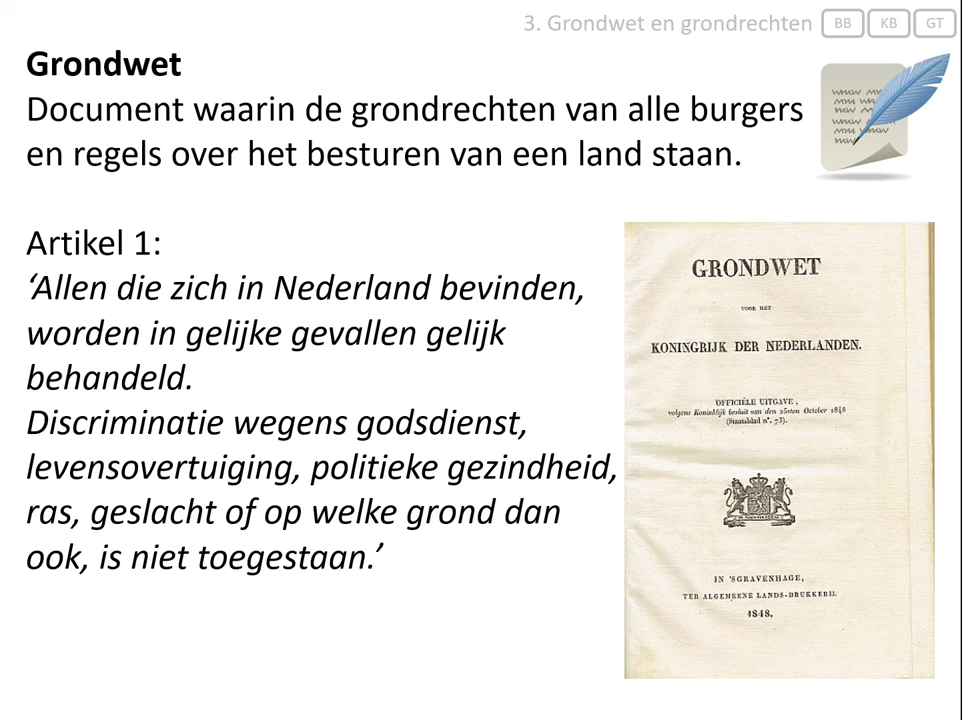 3. Grondwet en grondrechten BB KB GT
Grondwet
Document waarin de grondrechten van alle burgers
en regels over het besturen van een land staan.
Artikel 1:
‘Allen die zich in Nederland bevinden,
worden in gelijke gevallen gelijk
behandeld.
Discriminatie wegens godsdienst,
levensovertuiging, politieke gezindheid,
ras, geslacht of op welke grond dan
ook, is niet toegestaan.’
GRONDWET
VOOR HET
KONINGRIJK DER NEDERLANDEN.
OFFICIËLE UITGAVE,
volgens Koninklijk besluit van den 25sten October 1848
(Staatsblad n°. 73).
IN 'SGRAVENHAGE,
TER ALGEMEENE LANDS-DRUKKERIJ.
1848.